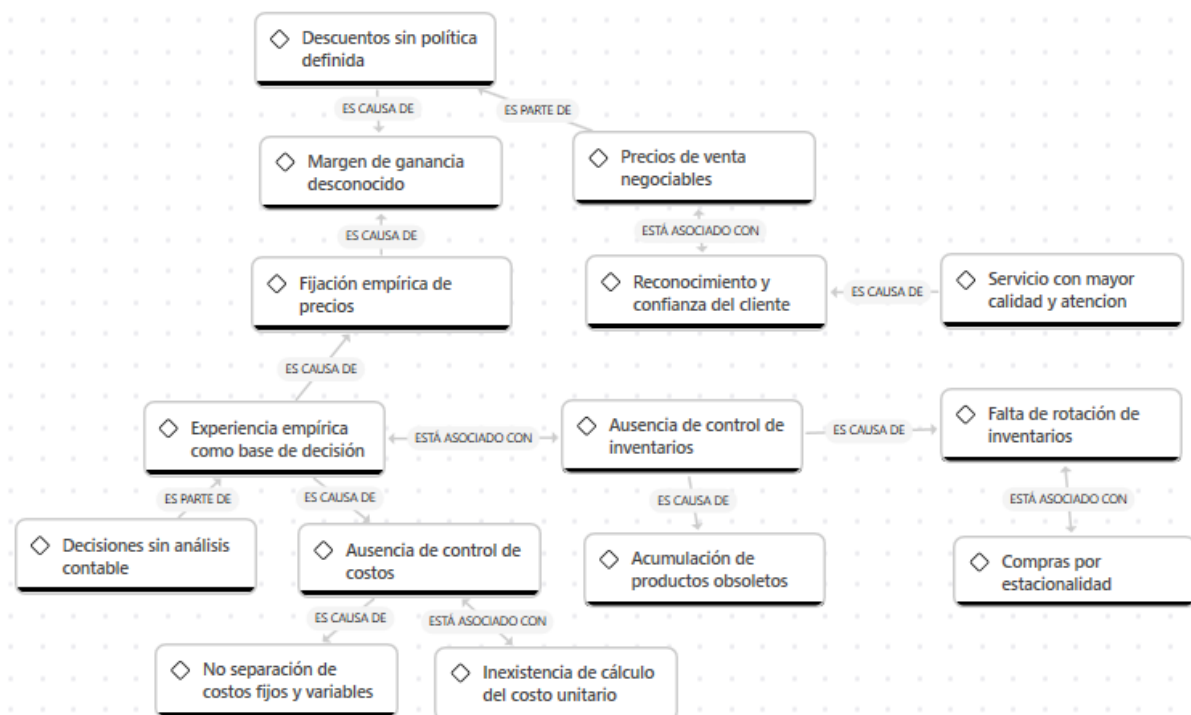 Descuentos sin política
definida
ES CAUSA DE
ES PARTE DE
Margen de ganancia
desconocido
Precios de venta
negociables
ES CAUSA DE
ESTÁ ASOCIADO CON
Fijación empírica de
precios
Reconocimiento y
confianza del cliente
ES CAUSA DE
Servicio con mayor
calidad y atencion
ES CAUSA DE
Experiencia empírica
como base de decisión
ESTÁ ASOCIADO CON
Ausencia de control de
inventarios
ES CAUSA DE
Falta de rotación de
inventarios
ES PARTE DE
ES CAUSA DE
ES CAUSA DE
ESTÁ ASOCIADO CON
Decisiones sin análisis
contable
Ausencia de control de
costos
Acumulación de
productos obsoletos
Compras por
estacionalidad
ES CAUSA DE
ESTÁ ASOCIADO CON
No separación de
costos fijos y variables
Inexistencia de cálculo
del costo unitario